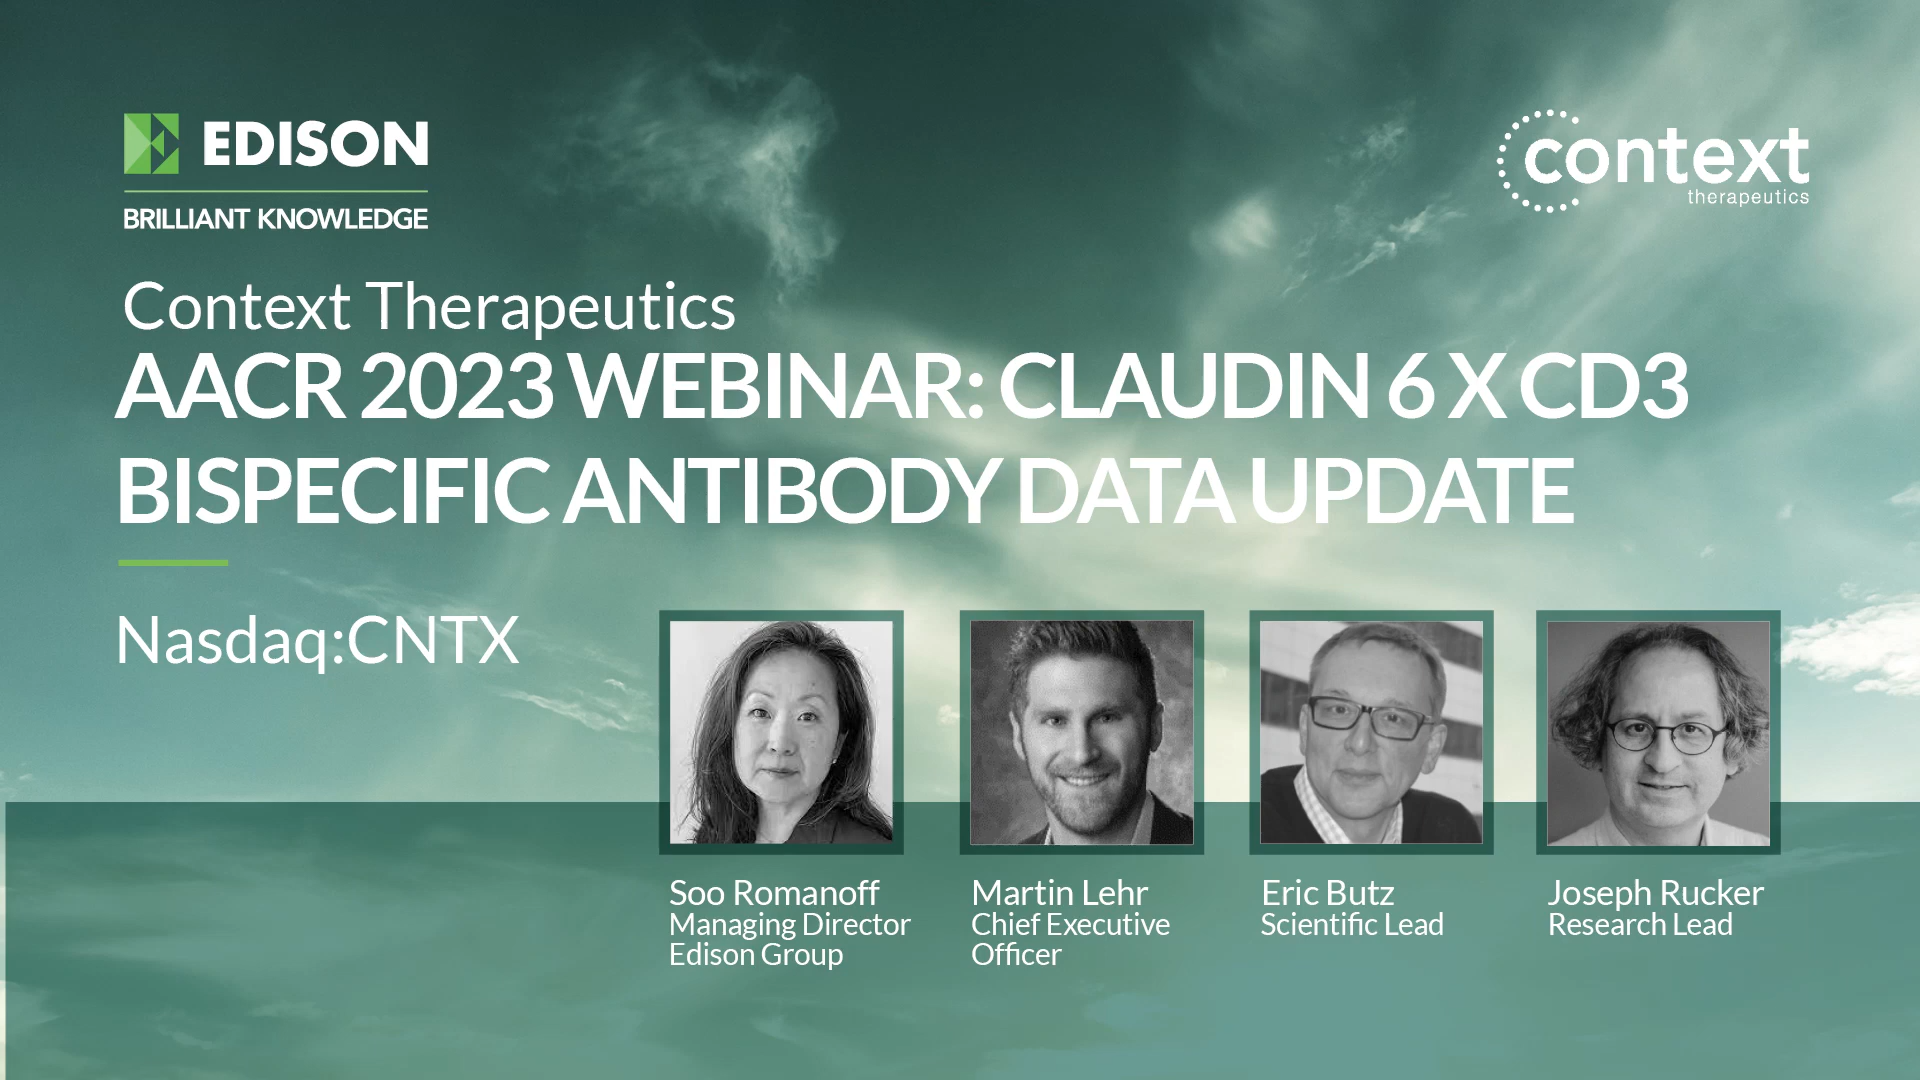 EDISON
BRILLIANT KNOWLEDGE
context
therapeutics
Context Therapeutics
AACR 2023 WEBINAR: CLAUDIN 6 X CD3
BISPECIFIC ANTIBODY DATA UPDATE
Nasdaq:CNTX
Soo Romanoff
Managing Director
Edison Group
Martin Lehr
Chief Executive
Officer
Eric Butz
Scientific Lead
Joseph Rucker
Research Lead